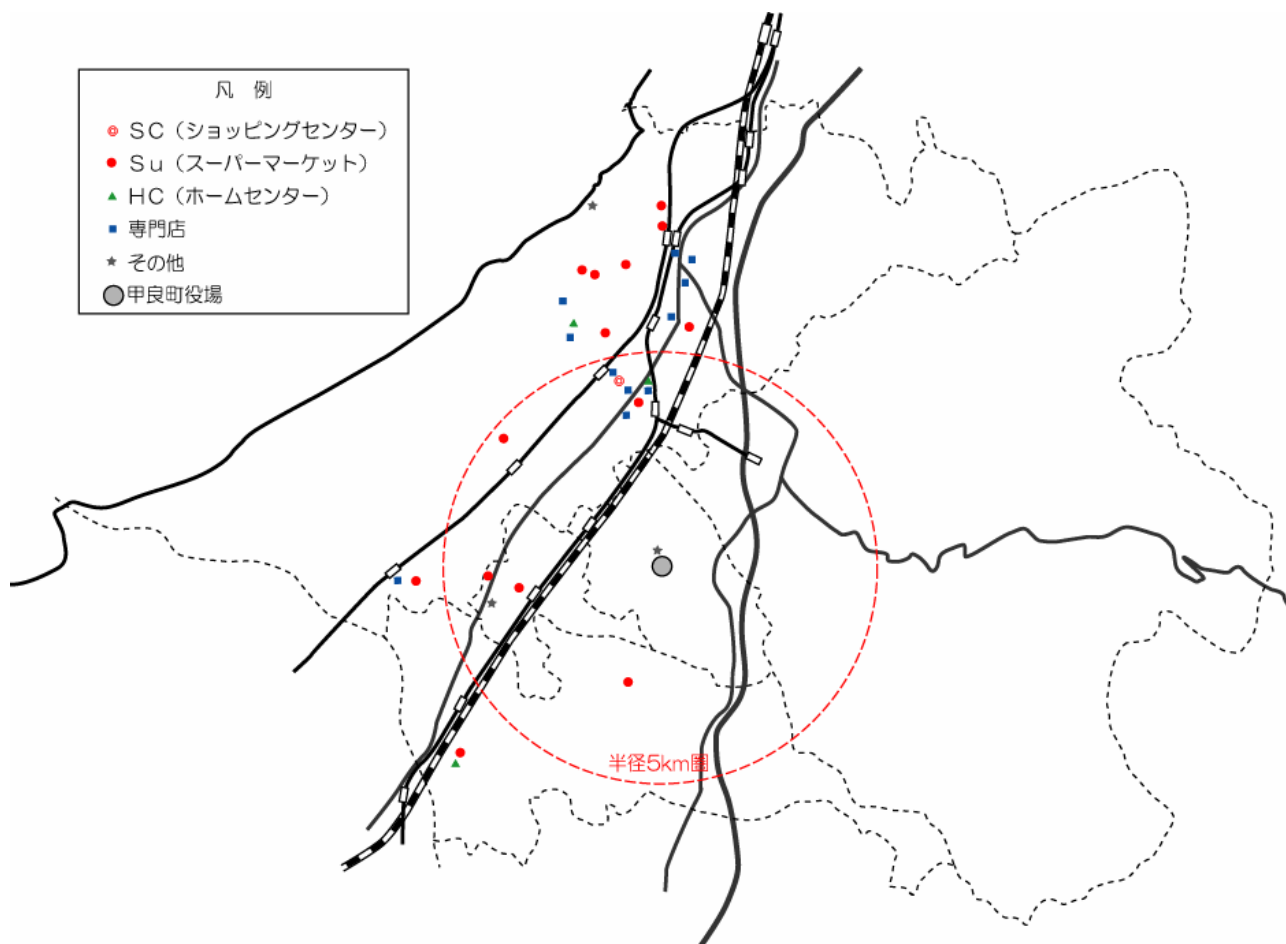 凡 例
SC(ショッピングセンター)
Su(スーパーマーケット)
HC(ホームセンター)
専門店
その他
甲良町役場
半径5km圏